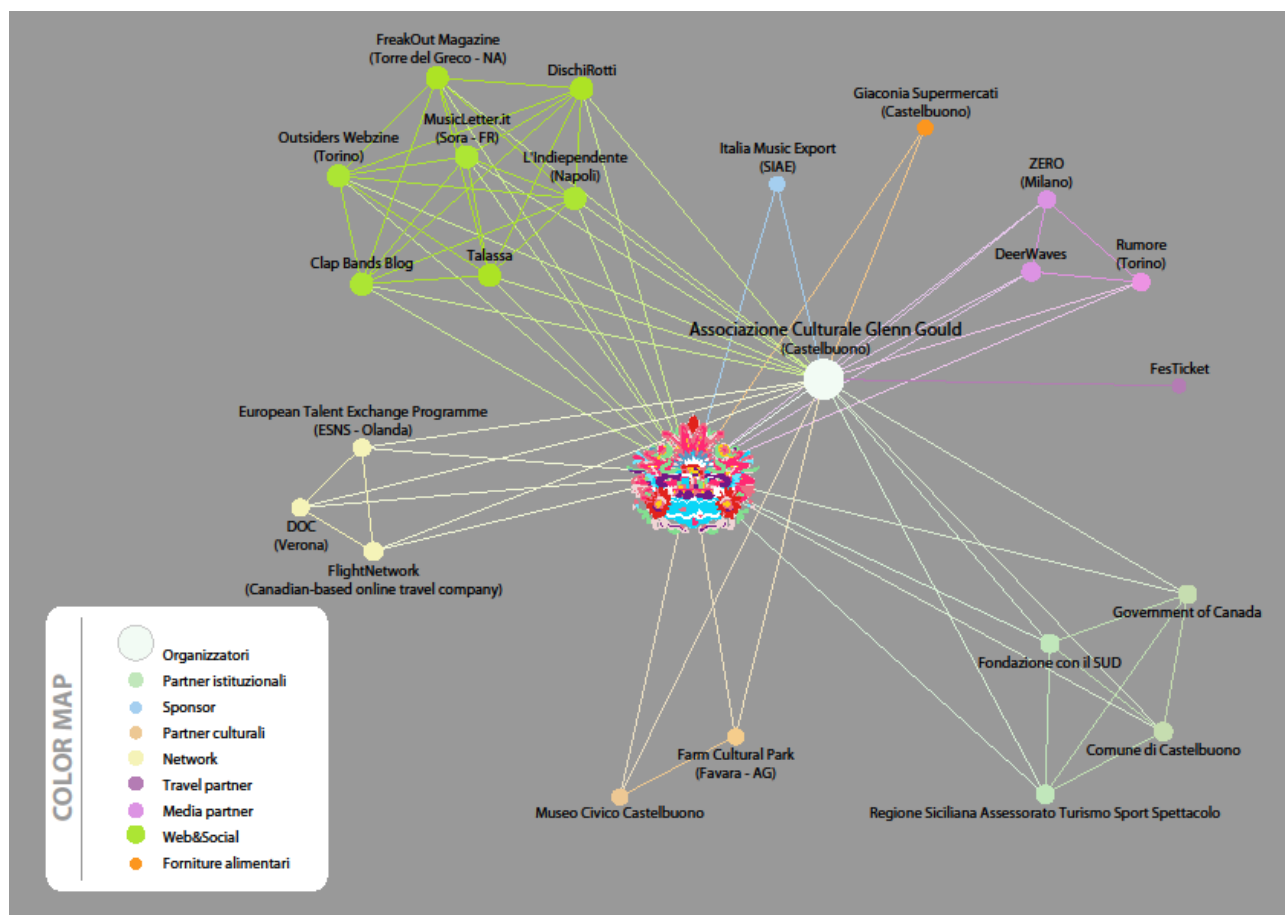 FreakOut Magazine
(Torre del Greco - NA)
DischiRotti
Giaconia Supermercati
(Castelbuono)
MusicLetter.it
(Sora - FR)
Outsiders Webzine
(Torino)
Italia Music Export
(SIAE)
L'Indiependente
(Napoli)
ZERO
(Milano)
Rumore
(Torino)
DeerWaves
Clap Bands Blog
Talassa
Associazione Culturale Glenn Gould
(Castelbuono)
FesTicket
European Talent Exchange Programme
(ESNS - Olanda)
DOC
(Verona)
FlightNetwork
(Canadian-based online travel company)
Government of Canada
Fondazione con il SUD
Comune di Castelbuono
Farm Cultural Park
(Favara - AG)
Museo Civico Castelbuono
Regione Siciliana Assessorato Turismo Sport Spettacolo
COLOR MAP
Organizzatori
Partner istituzionali
Sponsor
Partner culturali
Network
Travel partner
Media partner
Web&Social
Forniture alimentari